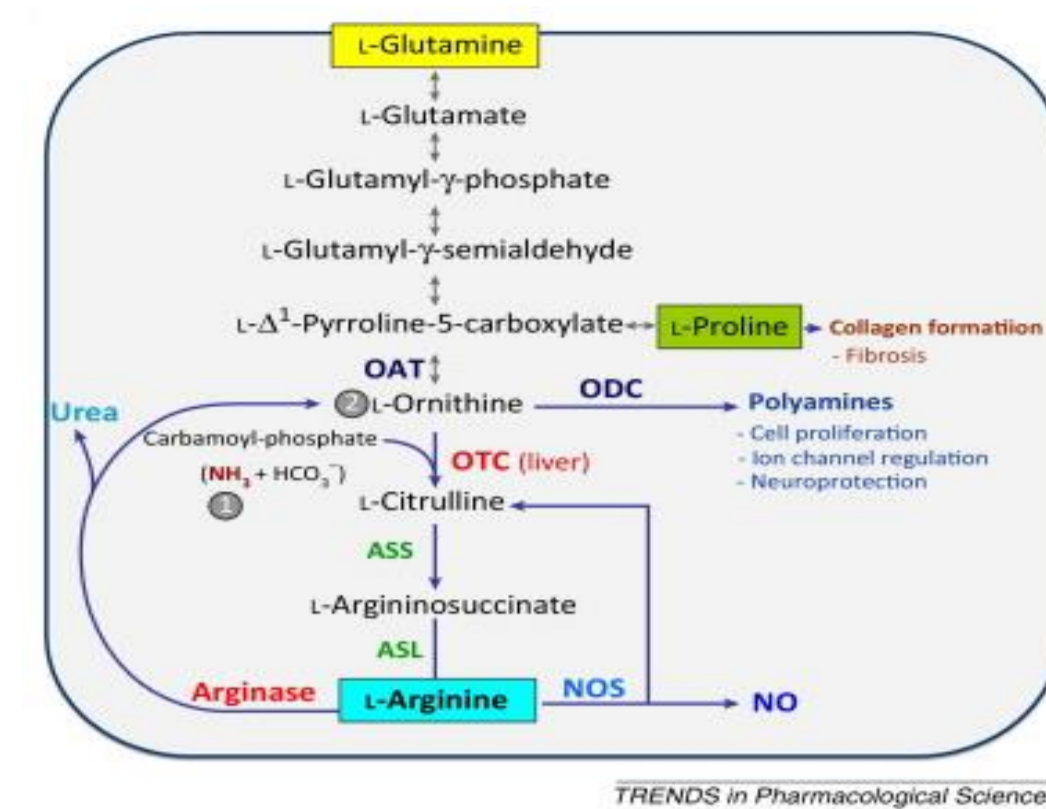 L-Glutamine
L-Glutamate
L-Glutamyl-γ-phosphate
L-Glutamyl-γ-semialdehyde
L-Δ¹-Pyrroline-5-carboxylate
L-Proline
Collagen formatiion
- Fibrosis
OAT
Urea
2 L-Ornithine
ODC
Polyamines
- Cell proliferation
- Ion channel regulation
- Neuroprotection
Carbamoyl-phosphate
(NH₃ + HCO₃⁻)
1
OTC (liver)
L-Citrulline
ASS
L-Argininosuccinate
ASL
Arginase
L-Arginine
NOS
NO
TRENDS in Pharmacological Science